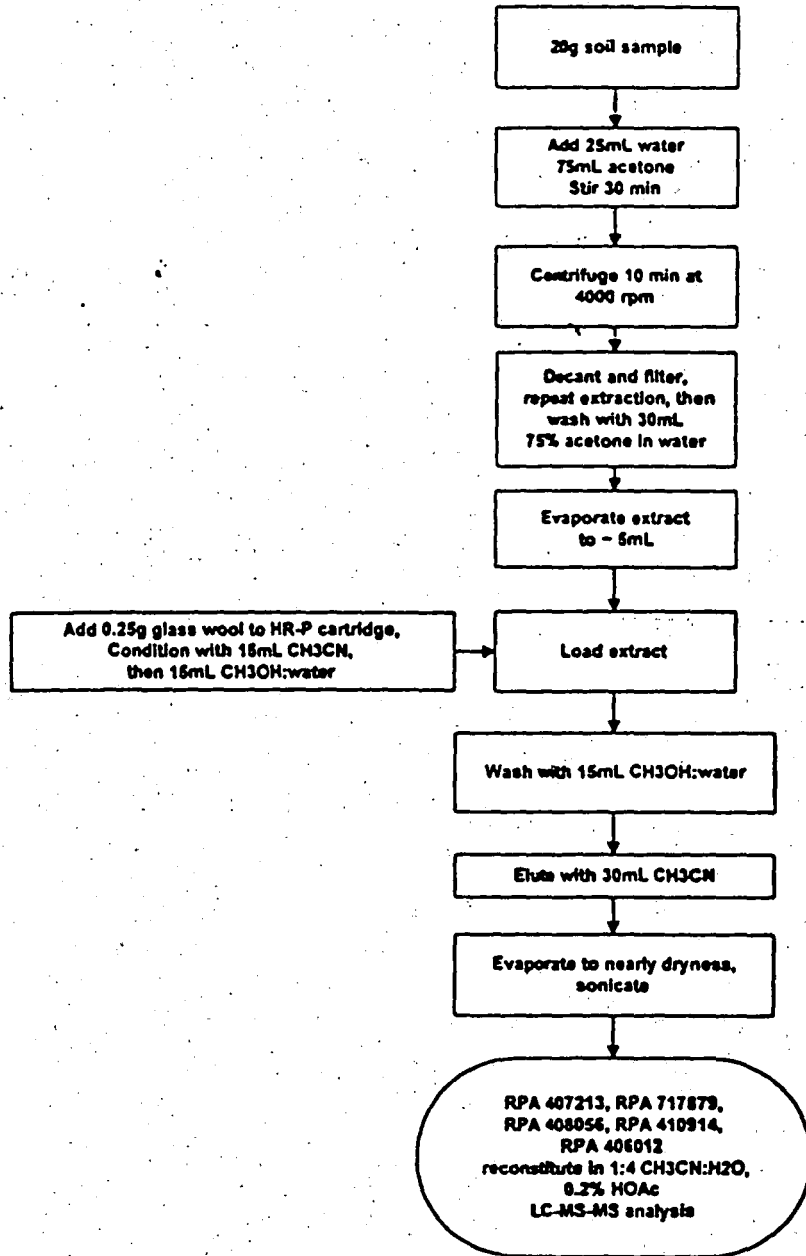 20g soil sample
Add 25mL water
75mL acetone
Stir 30 min
Centrifuge 10 min at
4000 rpm
Decant and filter,
repeat extraction, then
wash with 30mL
75% acetone in water
Evaporate extract
to ~ 5mL
Add 0.25g glass wool to HR-P cartridge,
Condition with 15mL CH3CN,
then 15mL CH3OH:water
Load extract
Wash with 15mL CH3OH:water
Elute with 30mL CH3CN
Evaporate to nearly dryness,
sonicate
RPA 407213, RPA 717879,
RPA 408056, RPA 410914,
RPA 406012
reconstitute in 1:4 CH3CN:H2O,
0.2% HOAc
LC-MS-MS analysis